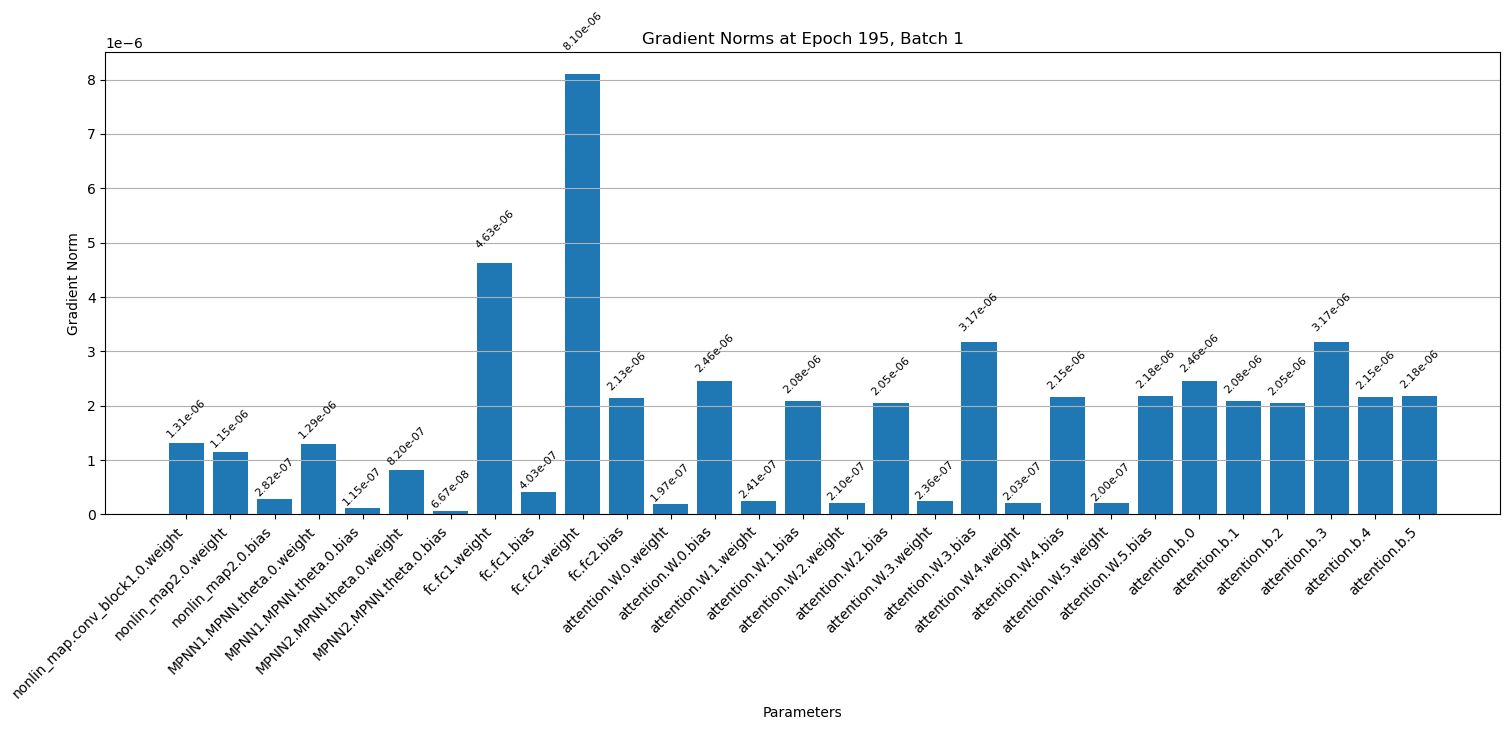 Gradient Norms at Epoch 195, Batch 1
1e−6
8
7
6
5
4
3
2
1
0
Gradient Norm
1.31e-06
1.15e-06
2.82e-07
1.29e-06
1.15e-07
8.20e-07
6.67e-08
4.63e-06
4.03e-07
8.10e-06
2.13e-06
1.97e-07
2.46e-06
2.41e-07
2.08e-06
2.10e-07
2.05e-06
2.36e-07
3.17e-06
2.03e-07
2.15e-06
2.00e-07
2.18e-06
2.46e-06
2.08e-06
2.05e-06
3.17e-06
2.15e-06
2.18e-06
nonlin_map.conv_block1.0.weight
nonlin_map2.0.weight
nonlin_map2.0.bias
MPNN1.MPNN.theta.0.weight
MPNN1.MPNN.theta.0.bias
MPNN2.MPNN.theta.0.weight
MPNN2.MPNN.theta.0.bias
fc.fc1.weight
fc.fc1.bias
fc.fc2.weight
fc.fc2.bias
attention.W.0.weight
attention.W.0.bias
attention.W.1.weight
attention.W.1.bias
attention.W.2.weight
attention.W.2.bias
attention.W.3.weight
attention.W.3.bias
attention.W.4.weight
attention.W.4.bias
attention.W.5.weight
attention.W.5.bias
attention.b.0
attention.b.1
attention.b.2
attention.b.3
attention.b.4
attention.b.5
Parameters